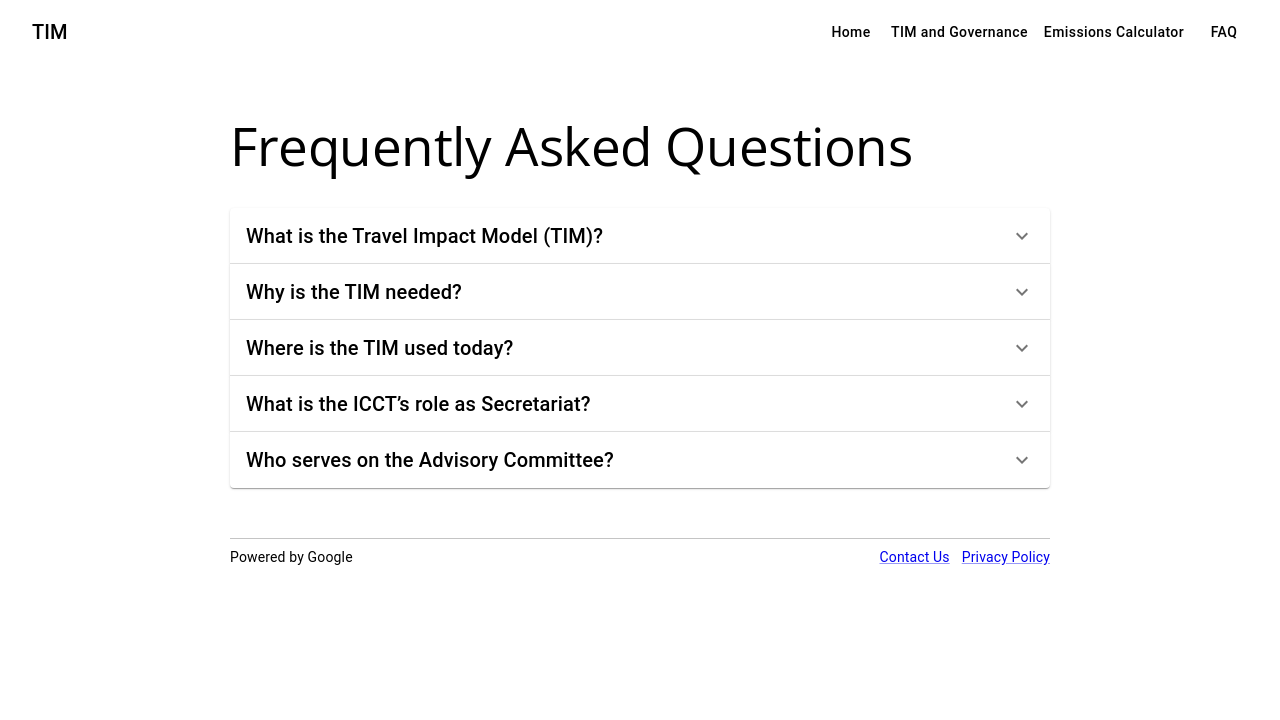 TIM
Home
TIM and Governance
Emissions Calculator
FAQ
Frequently Asked Questions
What is the Travel Impact Model (TIM)?
Why is the TIM needed?
Where is the TIM used today?
What is the ICCT’s role as Secretariat?
Who serves on the Advisory Committee?
Powered by Google
Contact Us
Privacy Policy